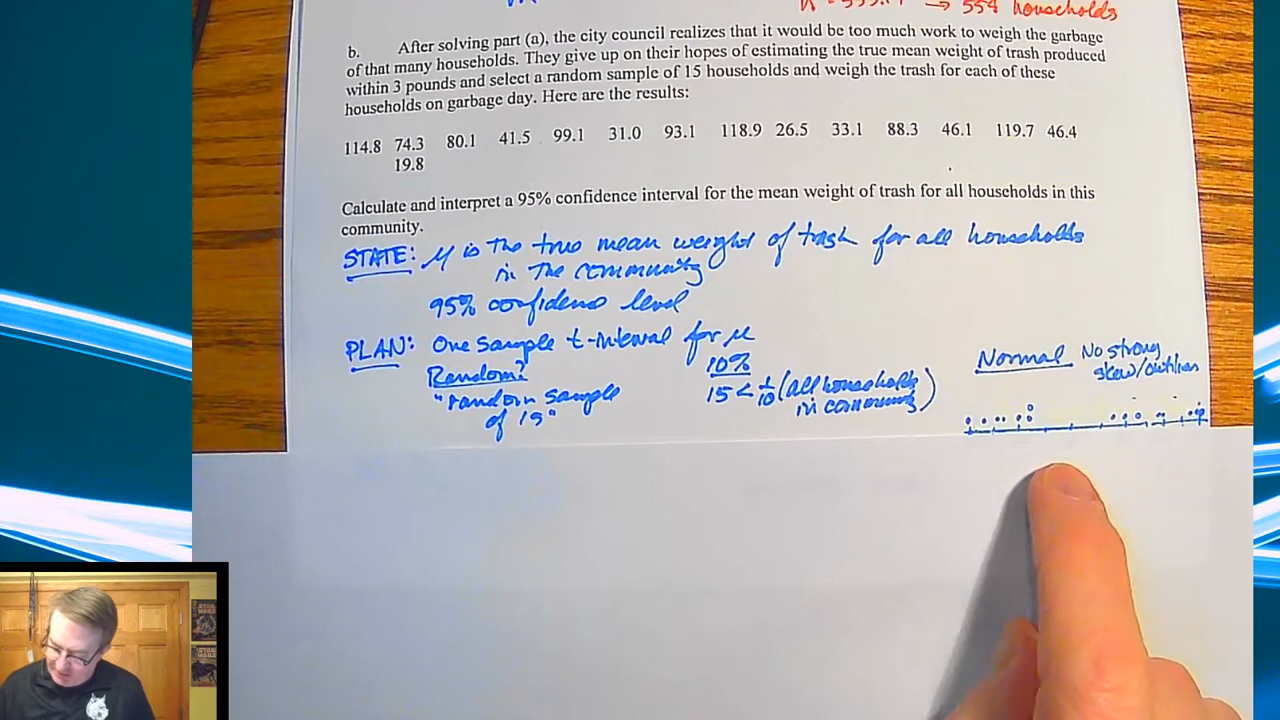 → 554 households
b. After solving part (a), the city council realizes that it would be too much work to weigh the garbage
of that many households. They give up on their hopes of estimating the true mean weight of trash produced
within 3 pounds and select a random sample of 15 households and weigh the trash for each of these
households on garbage day. Here are the results:
114.8 74.3 80.1 41.5 99.1 31.0 93.1 118.9 26.5 33.1 88.3 46.1 119.7 46.4
19.8
Calculate and interpret a 95% confidence interval for the mean weight of trash for all households in this
community.
STATE: μ is the true mean weight of trash for all households
in the community
95% confidence level
PLAN: One sample t-interval for μ
Random?
"random sample
of 15"
10%
15 < 1/10 (all households
in community)
Normal No strong
skew/outliers
STAR
WARS
STAR
WARS